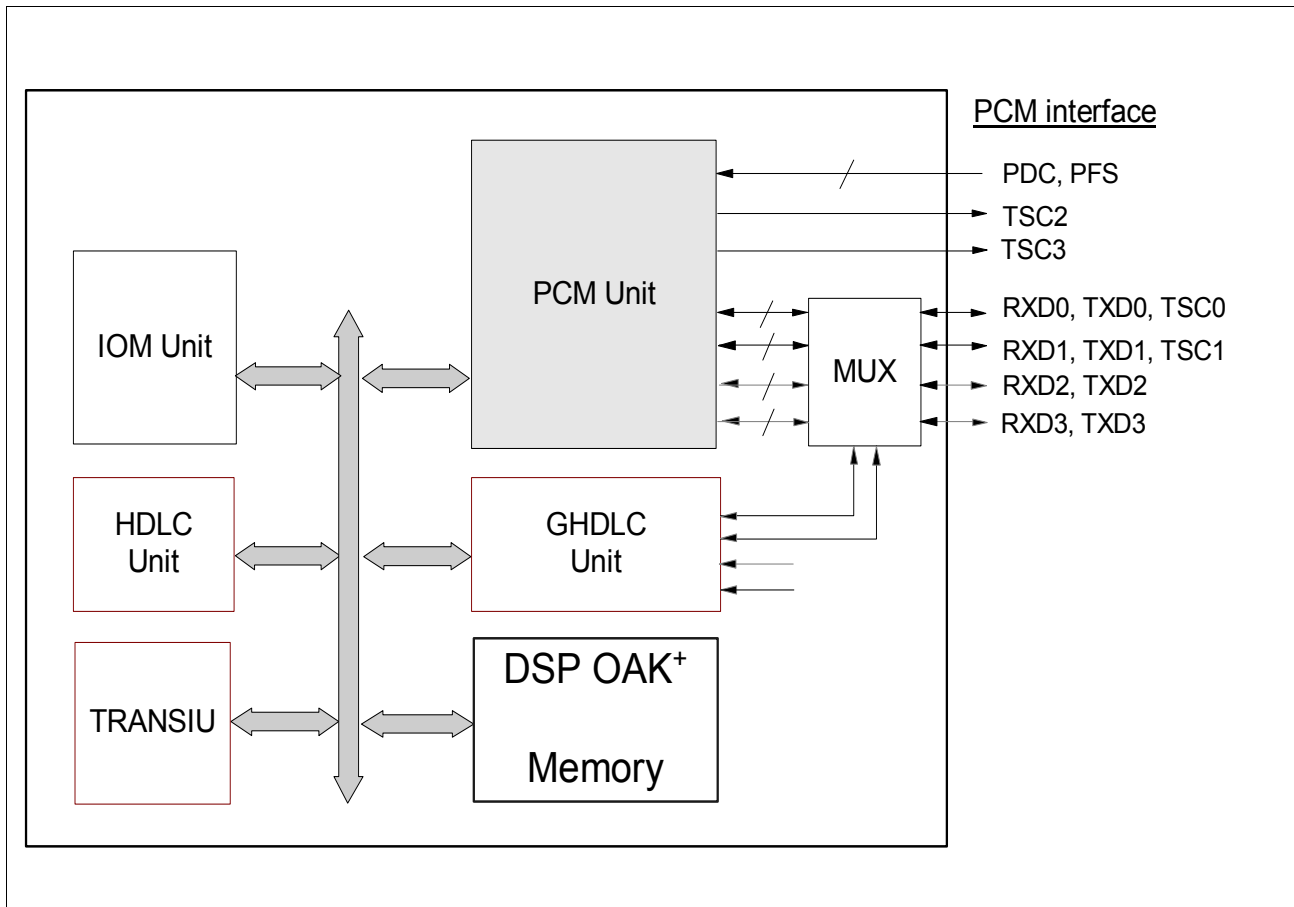 PCM interface
PDC, PFS
TSC2
TSC3
PCM Unit
RXD0, TXD0, TSC0
IOM Unit
RXD1, TXD1, TSC1
MUX
RXD2, TXD2
RXD3, TXD3
HDLC
Unit
GHDLC
Unit
DSP OAK⁺
TRANSIU
Memory